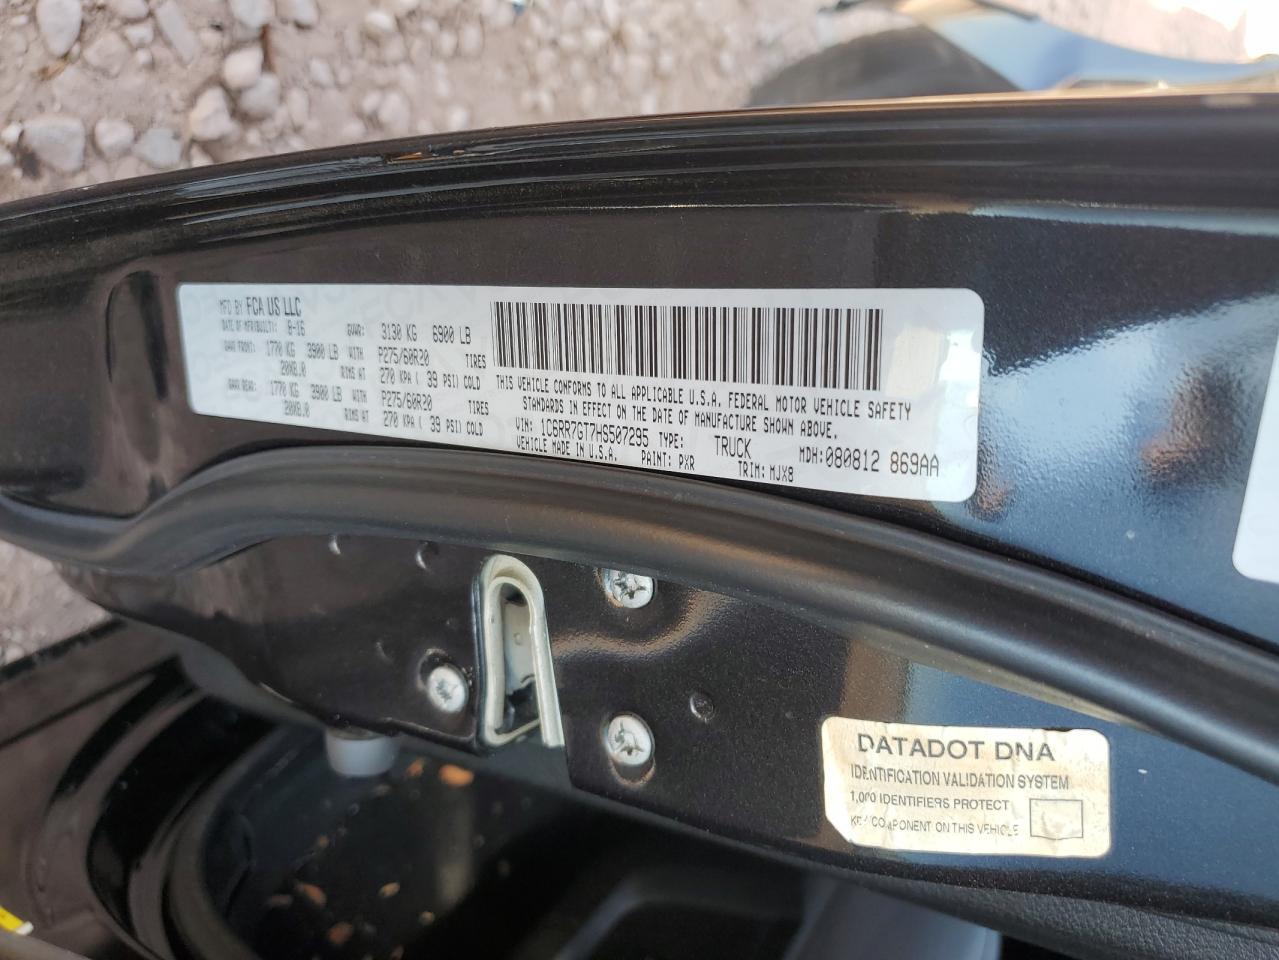 MFD BY FCA US LLC
DATE OF MFR(BUILT): 8-16 GVWR: 3130 KG 6900 LB
GAWR FRONT: 1770 KG 3900 LB WITH P275/60R20 TIRES
20X8.0 RIMS AT 270 KPA ( 39 PSI) COLD
GAWR REAR: 1770 KG 3900 LB WITH P275/60R20 TIRES
20X8.0 RIMS AT 270 KPA ( 39 PSI) COLD
THIS VEHICLE CONFORMS TO ALL APPLICABLE U.S.A. FEDERAL MOTOR VEHICLE SAFETY
STANDARDS IN EFFECT ON THE DATE OF MANUFACTURE SHOWN ABOVE.
VIN: 1C6RR7GT7HS507295 TYPE: TRUCK MDH:080812 869AA
VEHICLE MADE IN U.S.A. PAINT: PXR TRIM: MJX8
DATADOT DNA
IDENTIFICATION VALIDATION SYSTEM
1,000 IDENTIFIERS PROTECT
KEY COMPONENT ON THIS VEHICLE